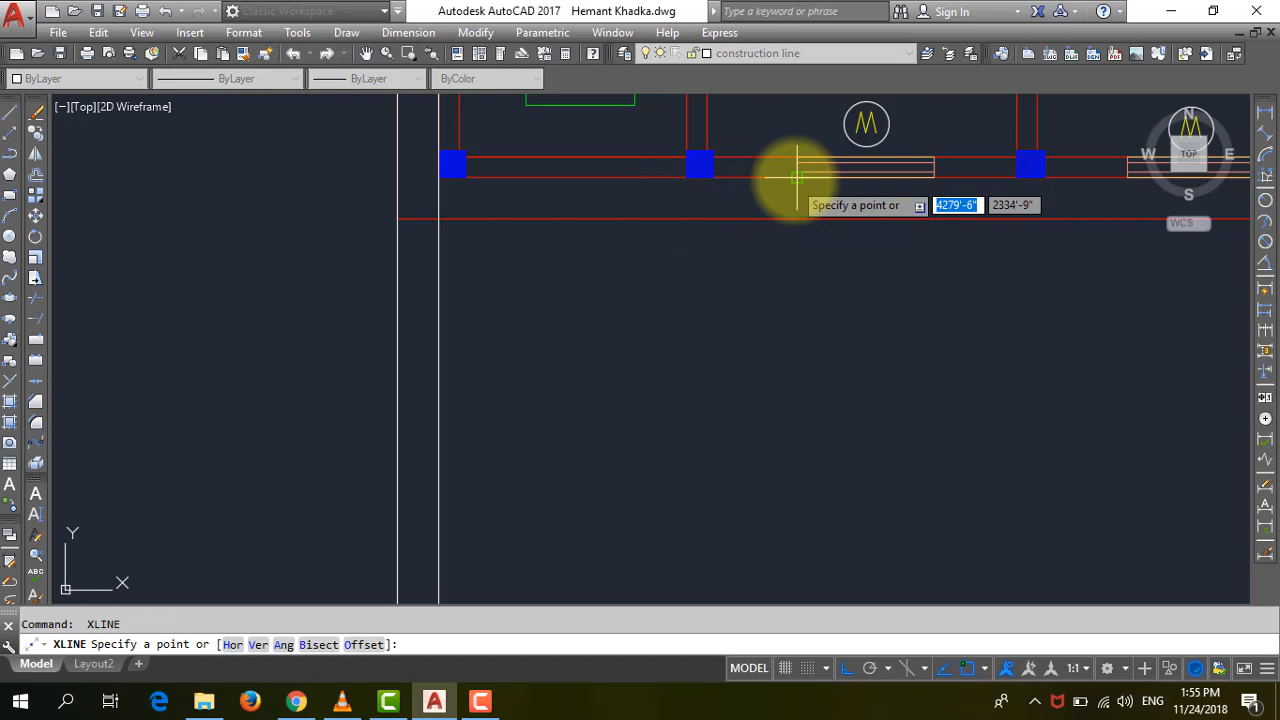 Classic Workspace
Autodesk AutoCAD 2017 Hemant Khadka.dwg
Type a keyword or phrase
Sign In
File Edit View Insert Format Tools Draw Dimension Modify Parametric Window Help Express
construction line
ByLayer ByLayer ByLayer ByColor
[−][Top][2D Wireframe]
N
W TOP E
S
WCS
Specify a point or 4279'-6" 2334'-9"
Y
X
ABC
Command: XLINE
XLINE Specify a point or [Hor Ver Ang Bisect Offset]:
Model Layout2 +
MODEL 1:1
ENG
1:55 PM
11/24/2018